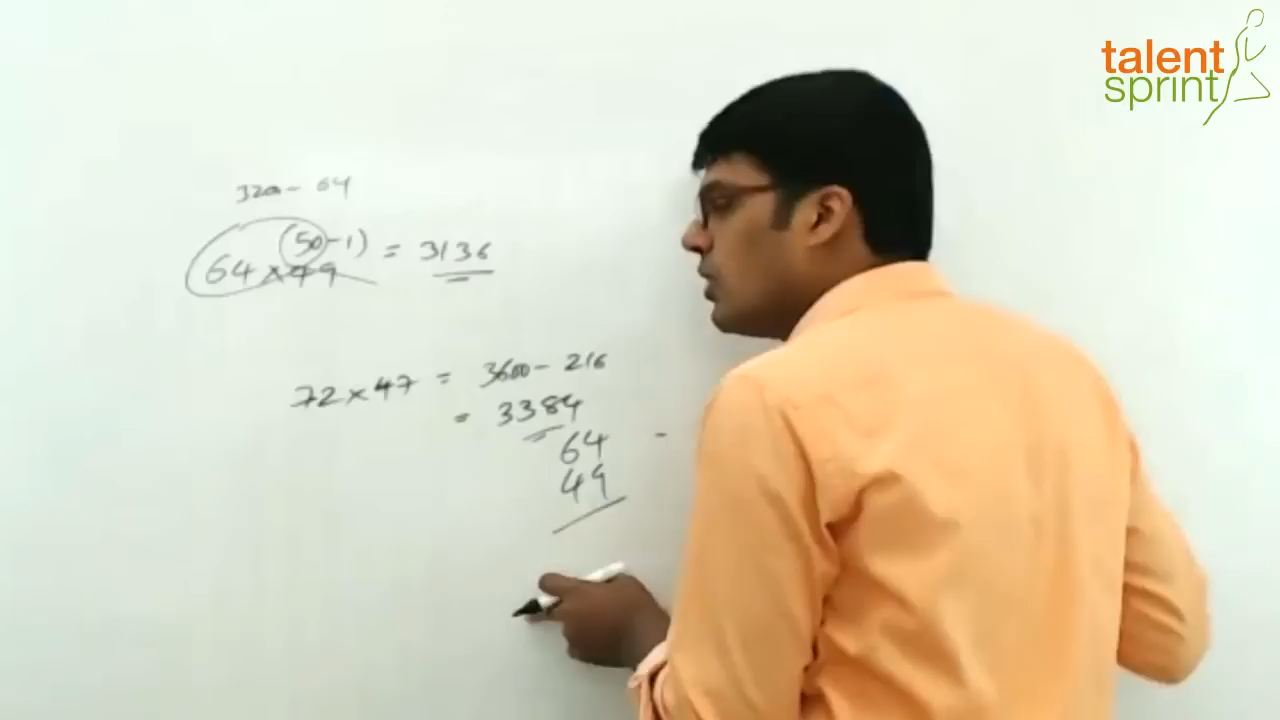 talent
sprint
3200 - 64
(50-1)
64 x 49 = 3136
72 x 47 = 3600 - 216
= 3384
64
49